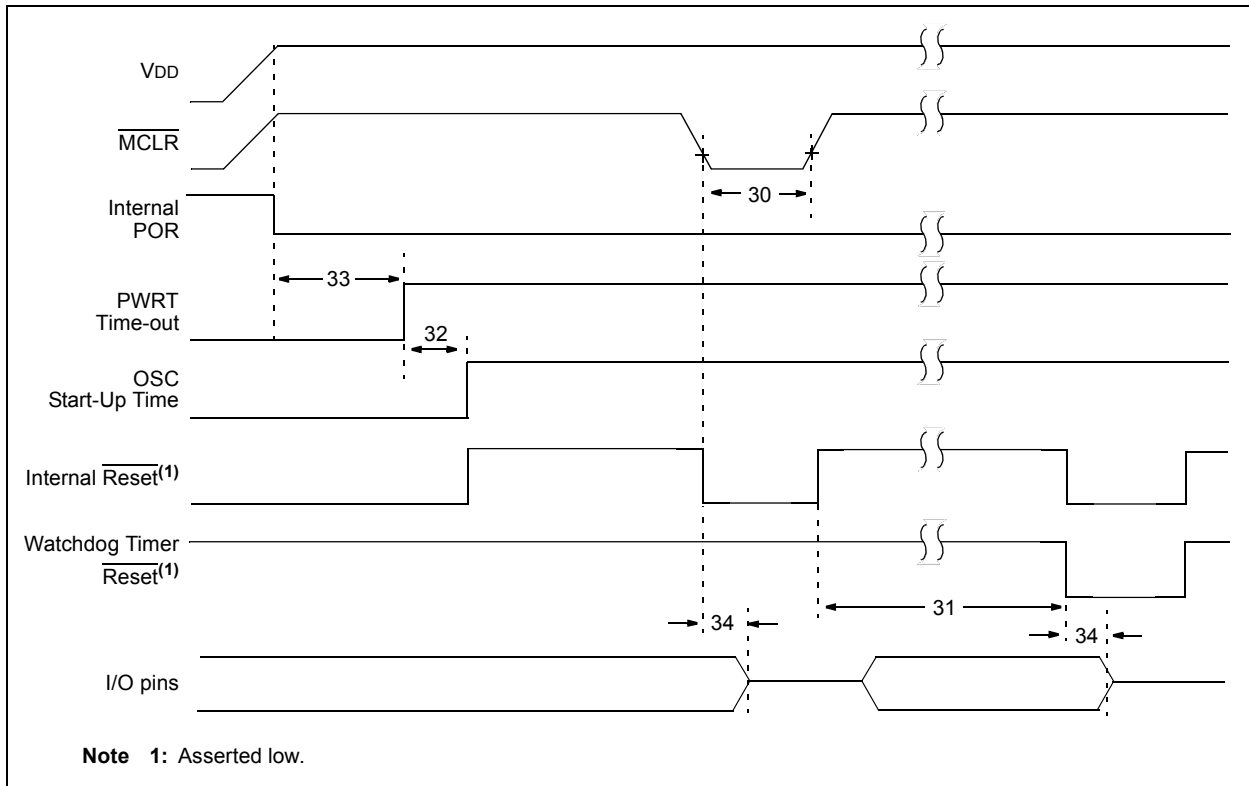 VDD
MCLR
30
Internal
POR
33
PWRT
Time-out
32
OSC
Start-Up Time
Internal Reset(1)
Watchdog Timer
Reset(1)
31
34
34
I/O pins
Note 1: Asserted low.